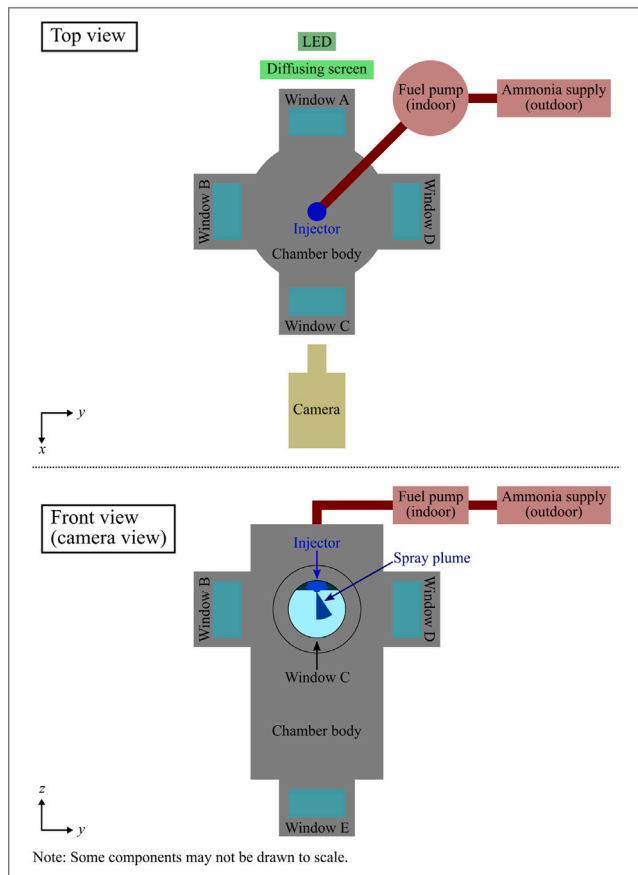 Top view
LED
Diffusing screen
Window A
Fuel pump
(indoor)
Ammonia supply
(outdoor)
Window B
Window D
Injector
Chamber body
Window C
Camera
y
x
Front view
(camera view)
Fuel pump
(indoor)
Ammonia supply
(outdoor)
Injector
Spray plume
Window B
Window D
Window C
Chamber body
z
y
Window E
Note: Some components may not be drawn to scale.